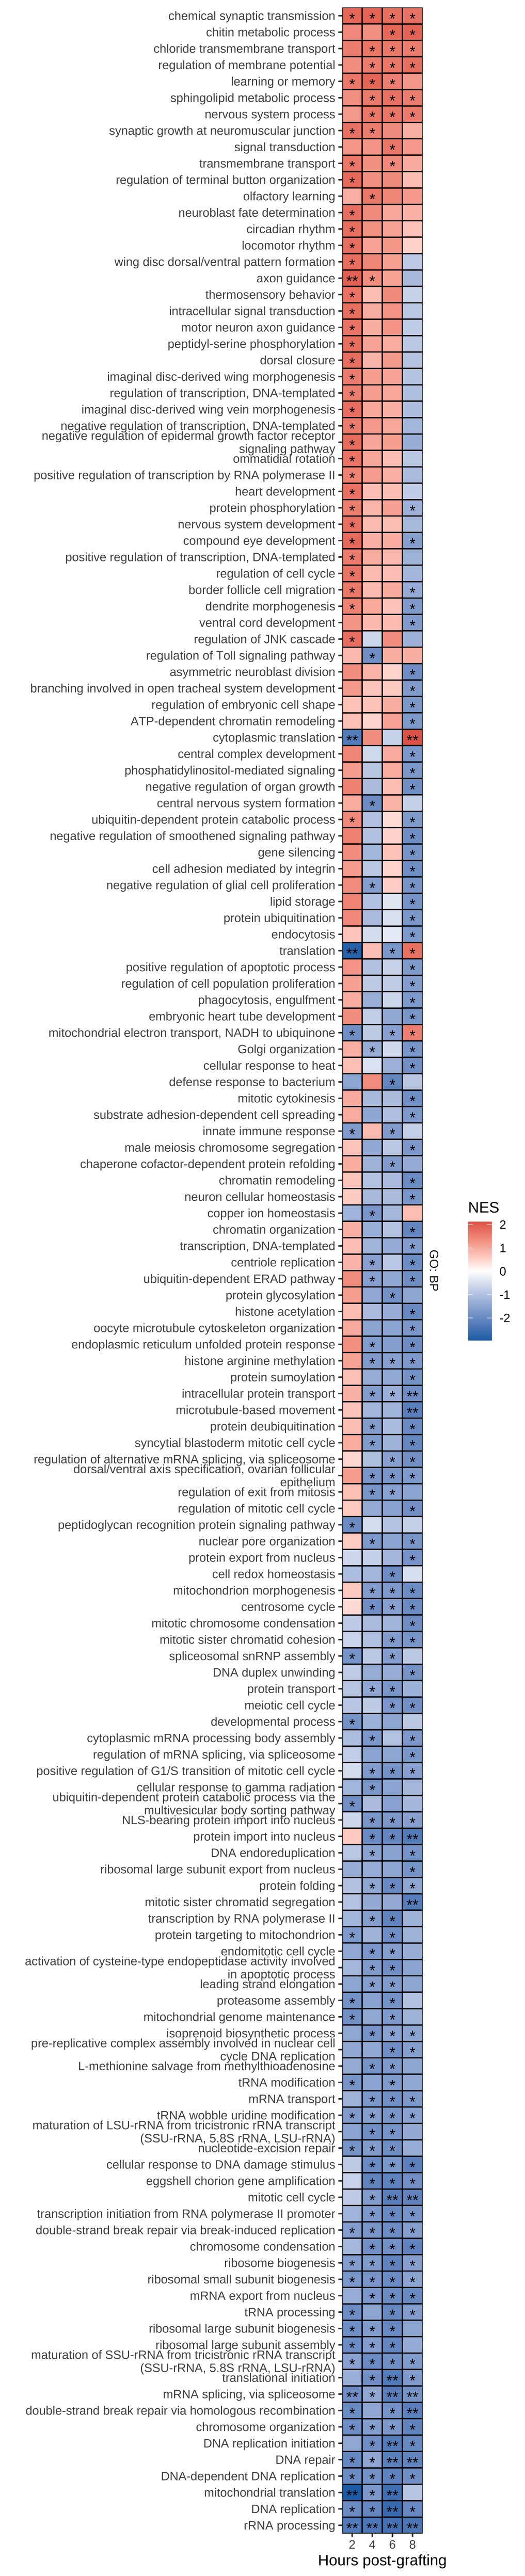 chemical synaptic transmission
chitin metabolic process
chloride transmembrane transport
regulation of membrane potential
learning or memory
sphingolipid metabolic process
nervous system process
synaptic growth at neuromuscular junction
signal transduction
transmembrane transport
regulation of terminal button organization
olfactory learning
neuroblast fate determination
circadian rhythm
locomotor rhythm
wing disc dorsal/ventral pattern formation
axon guidance
thermosensory behavior
intracellular signal transduction
motor neuron axon guidance
peptidyl-serine phosphorylation
dorsal closure
imaginal disc-derived wing morphogenesis
regulation of transcription, DNA-templated
imaginal disc-derived wing vein morphogenesis
negative regulation of transcription, DNA-templated
negative regulation of epidermal growth factor receptor
signaling pathway
ommatidial rotation
positive regulation of transcription by RNA polymerase II
heart development
protein phosphorylation
nervous system development
compound eye development
positive regulation of transcription, DNA-templated
regulation of cell cycle
border follicle cell migration
dendrite morphogenesis
ventral cord development
regulation of JNK cascade
regulation of Toll signaling pathway
asymmetric neuroblast division
branching involved in open tracheal system development
regulation of embryonic cell shape
ATP-dependent chromatin remodeling
cytoplasmic translation
central complex development
phosphatidylinositol-mediated signaling
negative regulation of organ growth
central nervous system formation
ubiquitin-dependent protein catabolic process
negative regulation of smoothened signaling pathway
gene silencing
cell adhesion mediated by integrin
negative regulation of glial cell proliferation
lipid storage
protein ubiquitination
endocytosis
translation
positive regulation of apoptotic process
regulation of cell population proliferation
phagocytosis, engulfment
embryonic heart tube development
mitochondrial electron transport, NADH to ubiquinone
Golgi organization
cellular response to heat
defense response to bacterium
mitotic cytokinesis
substrate adhesion-dependent cell spreading
innate immune response
male meiosis chromosome segregation
chaperone cofactor-dependent protein refolding
chromatin remodeling
neuron cellular homeostasis
copper ion homeostasis
chromatin organization
transcription, DNA-templated
centriole replication
ubiquitin-dependent ERAD pathway
protein glycosylation
histone acetylation
oocyte microtubule cytoskeleton organization
endoplasmic reticulum unfolded protein response
histone arginine methylation
protein sumoylation
intracellular protein transport
microtubule-based movement
protein deubiquitination
syncytial blastoderm mitotic cell cycle
regulation of alternative mRNA splicing, via spliceosome
dorsal/ventral axis specification, ovarian follicular
epithelium
regulation of exit from mitosis
regulation of mitotic cell cycle
peptidoglycan recognition protein signaling pathway
nuclear pore organization
protein export from nucleus
cell redox homeostasis
mitochondrion morphogenesis
centrosome cycle
mitotic chromosome condensation
mitotic sister chromatid cohesion
spliceosomal snRNP assembly
DNA duplex unwinding
protein transport
meiotic cell cycle
developmental process
cytoplasmic mRNA processing body assembly
regulation of mRNA splicing, via spliceosome
positive regulation of G1/S transition of mitotic cell cycle
cellular response to gamma radiation
ubiquitin-dependent protein catabolic process via the
multivesicular body sorting pathway
NLS-bearing protein import into nucleus
protein import into nucleus
DNA endoreduplication
ribosomal large subunit export from nucleus
protein folding
mitotic sister chromatid segregation
transcription by RNA polymerase II
protein targeting to mitochondrion
endomitotic cell cycle
activation of cysteine-type endopeptidase activity involved
in apoptotic process
leading strand elongation
proteasome assembly
mitochondrial genome maintenance
isoprenoid biosynthetic process
pre-replicative complex assembly involved in nuclear cell
cycle DNA replication
L-methionine salvage from methylthioadenosine
tRNA modification
mRNA transport
tRNA wobble uridine modification
maturation of LSU-rRNA from tricistronic rRNA transcript
(SSU-rRNA, 5.8S rRNA, LSU-rRNA)
nucleotide-excision repair
cellular response to DNA damage stimulus
eggshell chorion gene amplification
mitotic cell cycle
transcription initiation from RNA polymerase II promoter
double-strand break repair via break-induced replication
chromosome condensation
ribosome biogenesis
ribosomal small subunit biogenesis
mRNA export from nucleus
tRNA processing
ribosomal large subunit biogenesis
ribosomal large subunit assembly
maturation of SSU-rRNA from tricistronic rRNA transcript
(SSU-rRNA, 5.8S rRNA, LSU-rRNA)
translational initiation
mRNA splicing, via spliceosome
double-strand break repair via homologous recombination
chromosome organization
DNA replication initiation
DNA repair
DNA-dependent DNA replication
mitochondrial translation
DNA replication
rRNA processing
2 4 6 8
Hours post-grafting
GO: BP
NES
2
1
0
-1
-2